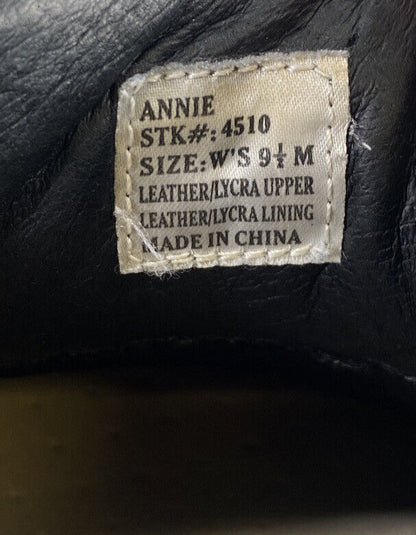 ANNIE
STK#: 4510
SIZE: W'S 9½ M
LEATHER/LYCRA UPPER
LEATHER/LYCRA LINING
MADE IN CHINA